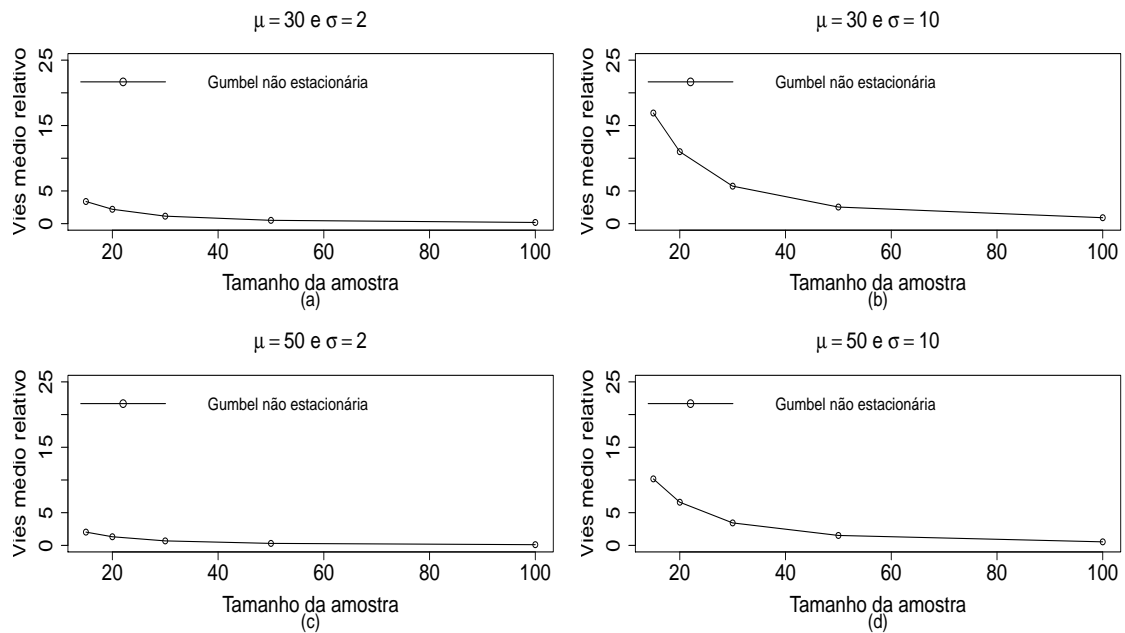 μ = 30 e σ = 2
Viés médio relativo
0 5 15 25
Gumbel não estacionária
20 40 60 80 100
Tamanho da amostra
(a)
μ = 30 e σ = 10
Viés médio relativo
0 5 15 25
Gumbel não estacionária
20 40 60 80 100
Tamanho da amostra
(b)
μ = 50 e σ = 2
Viés médio relativo
0 5 15 25
Gumbel não estacionária
20 40 60 80 100
Tamanho da amostra
(c)
μ = 50 e σ = 10
Viés médio relativo
0 5 15 25
Gumbel não estacionária
20 40 60 80 100
Tamanho da amostra
(d)